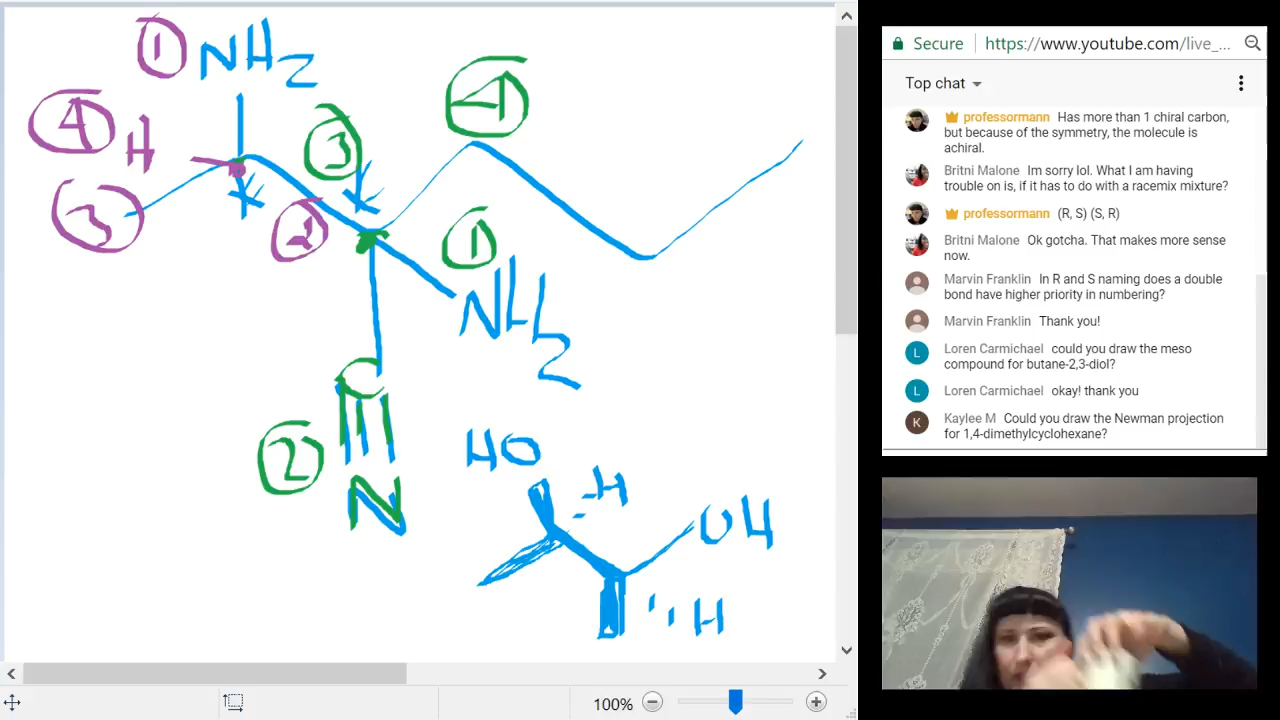 1 NH2
4 H
3
2
3
*
*
4
1
NH2
C
2
N
HO
H
OH
H
100%
Secure https://www.youtube.com/live_...
Top chat
professormann Has more than 1 chiral carbon,
but because of the symmetry, the molecule is
achiral.
Britni Malone Im sorry lol. What I am having
trouble on is, if it has to do with a racemix mixture?
professormann (R, S) (S, R)
Britni Malone Ok gotcha. That makes more sense
now.
Marvin Franklin In R and S naming does a double
bond have higher priority in numbering?
Marvin Franklin Thank you!
L Loren Carmichael could you draw the meso
compound for butane-2,3-diol?
L Loren Carmichael okay! thank you
K Kaylee M Could you draw the Newman projection
for 1,4-dimethylcyclohexane?